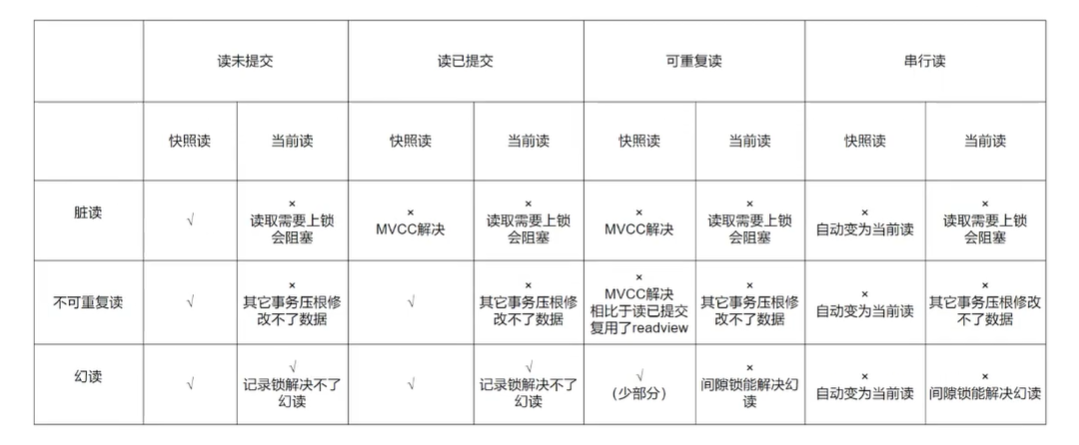 读未提交
读已提交
可重复读
串行读
快照读
当前读
快照读
当前读
快照读
当前读
快照读
当前读
脏读
√
×
读取需要上锁
会阻塞
×
MVCC解决
×
读取需要上锁
会阻塞
×
MVCC解决
×
读取需要上锁
会阻塞
×
自动变为当前读
×
读取需要上锁
会阻塞
不可重复读
√
×
其它事务压根修
改不了数据
√
×
其它事务压根修
改不了数据
×
MVCC解决
相比于读已提交
复用了readview
×
其它事务压根修
改不了数据
×
自动变为当前读
×
其它事务压根修改
不了数据
幻读
√
√
记录锁解决不了
幻读
√
√
记录锁解决不了
幻读
√
（少部分）
×
间隙锁能解决幻
读
×
自动变为当前读
×
间隙锁能解决幻读